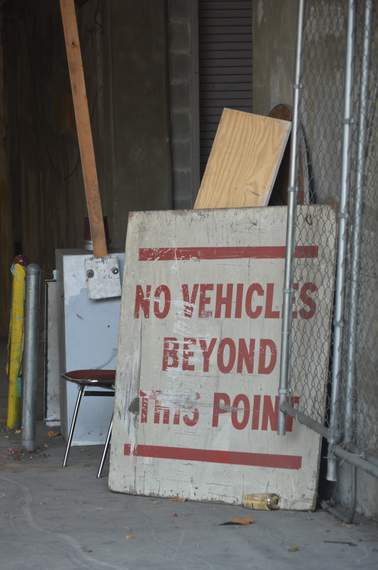 NO VEHICLES
BEYOND
THIS POINT